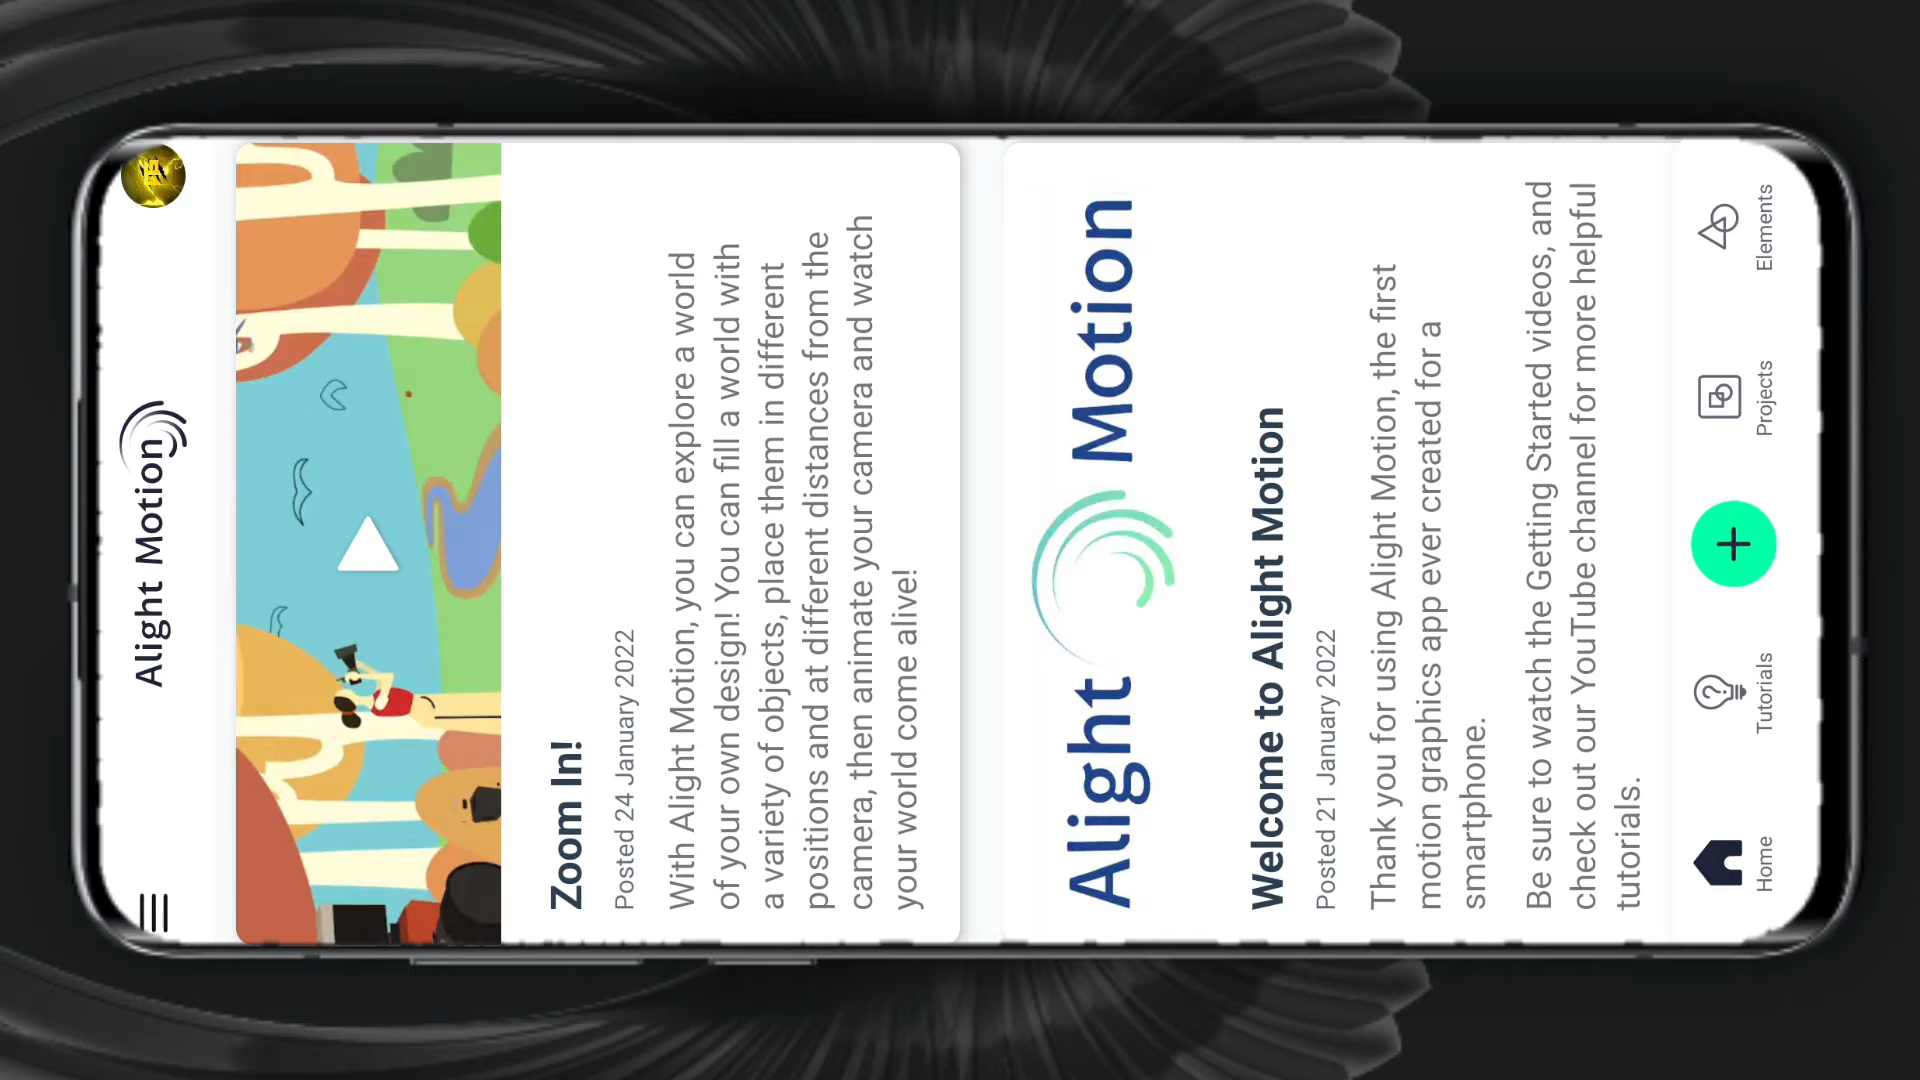 Alight Motion
Zoom In!
Posted 24 January 2022
With Alight Motion, you can explore a world
of your own design! You can fill a world with
a variety of objects, place them in different
positions and at different distances from the
camera, then animate your camera and watch
your world come alive!
Alight Motion
Welcome to Alight Motion
Posted 21 January 2022
Thank you for using Alight Motion, the first
motion graphics app ever created for a
smartphone.
Be sure to watch the Getting Started videos, and
check out our YouTube channel for more helpful
tutorials.
Home
Tutorials
Projects
Elements